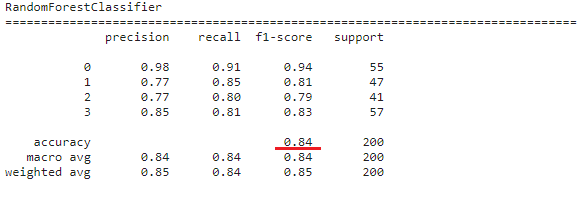 RandomForestClassifier
================================================================================
precision recall f1-score support
0 0.98 0.91 0.94 55
1 0.77 0.85 0.81 47
2 0.77 0.80 0.79 41
3 0.85 0.81 0.83 57
accuracy 0.84 200
macro avg 0.84 0.84 0.84 200
weighted avg 0.85 0.84 0.85 200